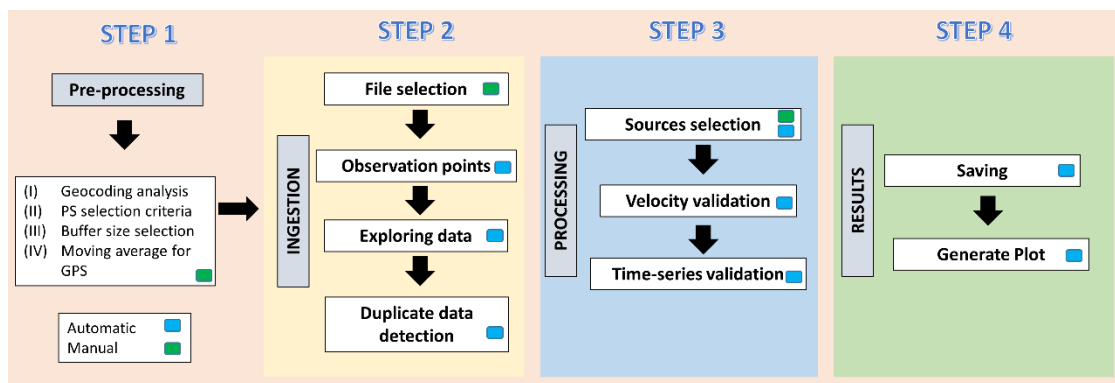 STEP 1
Pre-processing
(I) Geocoding analysis
(II) PS selection criteria
(III) Buffer size selection
(IV) Moving average for
GPS
Automatic
Manual
STEP 2
INGESTION
File selection
Observation points
Exploring data
Duplicate data
detection
STEP 3
PROCESSING
Sources selection
Velocity validation
Time-series validation
STEP 4
RESULTS
Saving
Generate Plot